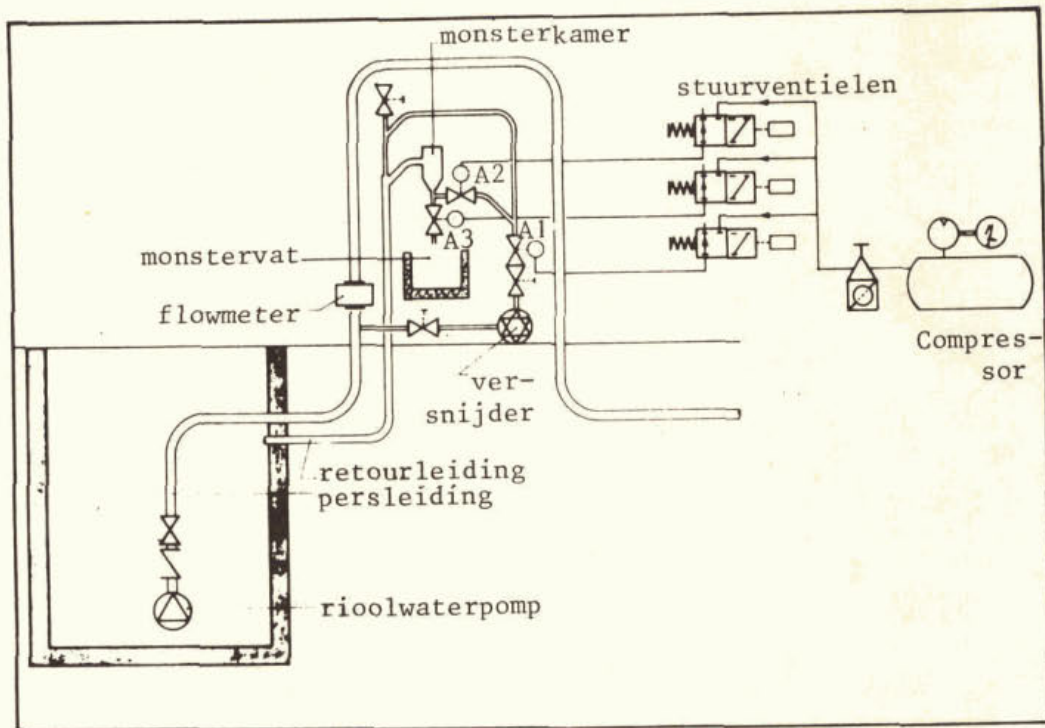 monsterkamer
stuurventielen
A2
A1
A3
monstervat
flowmeter
Compres-
sor
ver-
snijder
retourleiding
persleiding
rioolwaterpomp